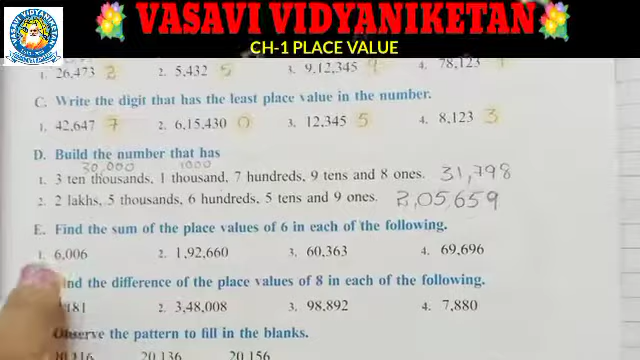 VASAVI VIDYANIKETAN
CH-1 PLACE VALUE
1. 26,473 2 2. 5,432 5 3. 9,12,345 9 4. 78,123
C. Write the digit that has the least place value in the number.
1. 42,647 7 2. 6,15,430 0 3. 12,345 5 4. 8,123 3
D. Build the number that has
30,000 1000
1. 3 ten thousands, 1 thousand, 7 hundreds, 9 tens and 8 ones. 31,798
2. 2 lakhs, 5 thousands, 6 hundreds, 5 tens and 9 ones. 2,05,659
E. Find the sum of the place values of 6 in each of the following.
1. 6,006 2. 1,92,660 3. 60,363 4. 69,696
the difference of the place values of 8 in each of the following.
2. 3,48,008 3. 98,892 4. 7,880
Observe the pattern to fill in the blanks.
20,136 20,156